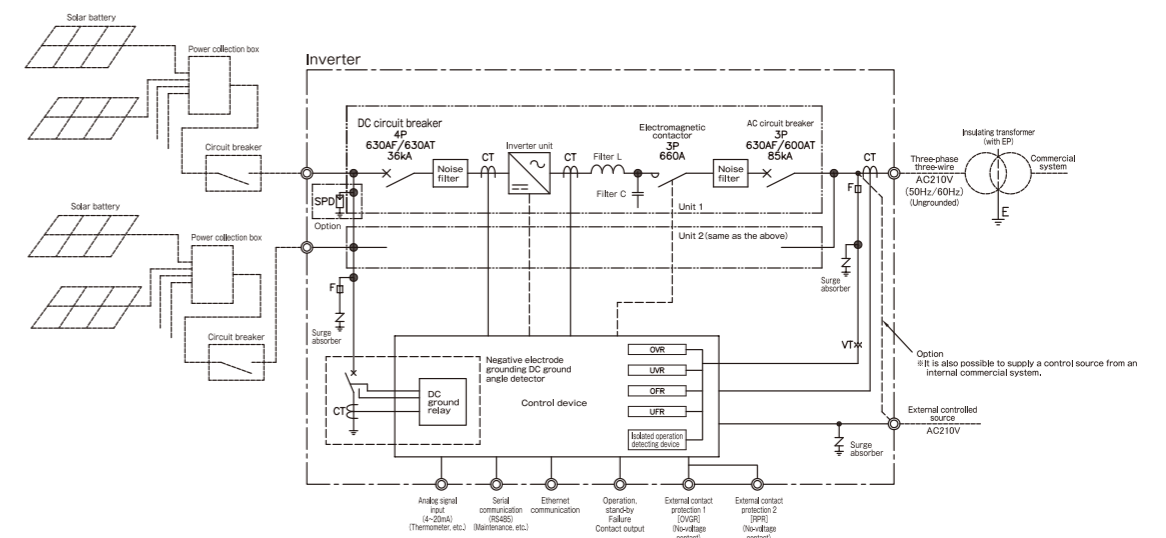 Solar battery
Power collection box
Circuit breaker
Solar battery
Power collection box
Circuit breaker
Inverter
DC circuit breaker
4P
630AF/630AT
36kA
Noise
filter
CT
Inverter unit
CT
Filter L
Filter C
Electromagnetic
contactor
3P
660A
Noise
filter
AC circuit breaker
3P
630AF/600AT
85kA
Unit 1
SPD
Option
Unit 2 (same as the above)
CT
F
Surge
absorber
VT
Three-phase
three-wire
AC210V
(50Hz/60Hz)
(Ungrounded)
Insulating transformer
(with EP)
Commercial
system
E
F
Surge
absorber
Negative electrode
grounding DC ground
angle detector
CT
DC
ground
relay
Control device
OVR
UVR
OFR
UFR
Isolated operation
detecting device
Option
※It is also possible to supply a control source from an
internal commercial system.
External controlled
source
AC210V
Surge
absorber
Analog signal
input
(4~20mA)
(Thermometer, etc.)
Serial
communication
(RS485)
(Maintenance, etc.)
Ethernet
communication
Operation,
stand-by
Failure
Contact output
External contact
protection 1
[OVGR]
(No-voltage
contact)
External contact
protection 2
[RPR]
(No-voltage
contact)